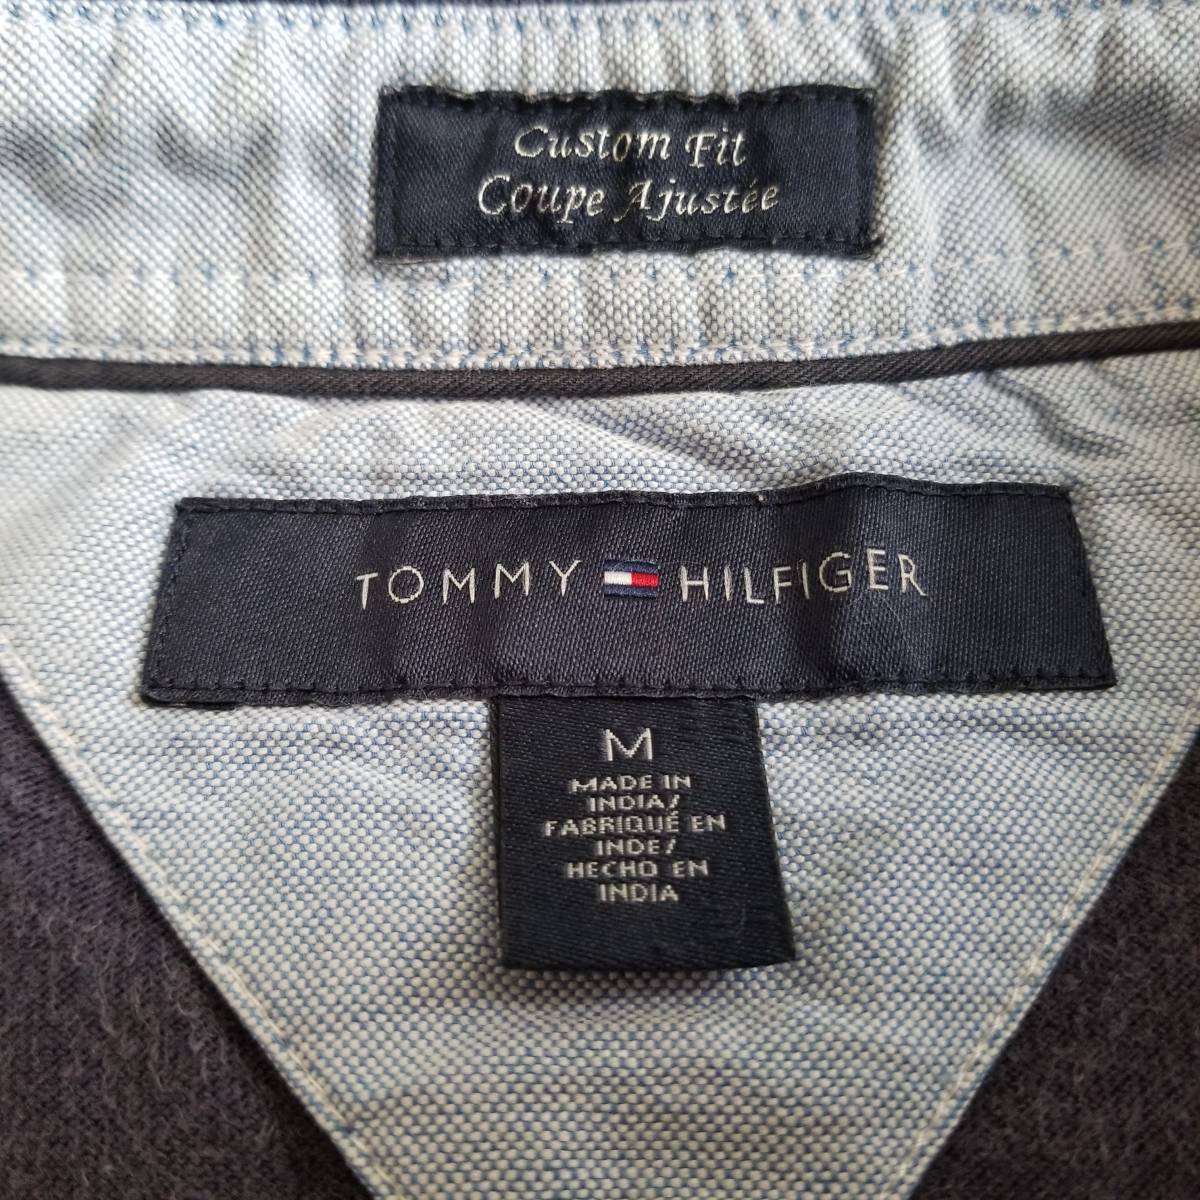 Custom Fit
Coupe Ajustée
TOMMY HILFIGER
M
MADE IN
INDIA/
FABRIQUÉ EN
INDE/
HECHO EN
INDIA